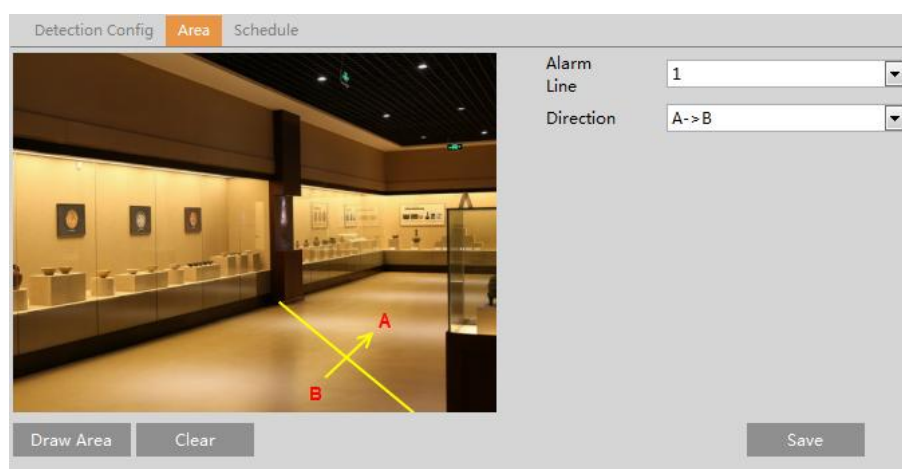 Detection Config Area Schedule
Alarm
Line
1
Direction A->B
A
B
Draw Area Clear Save